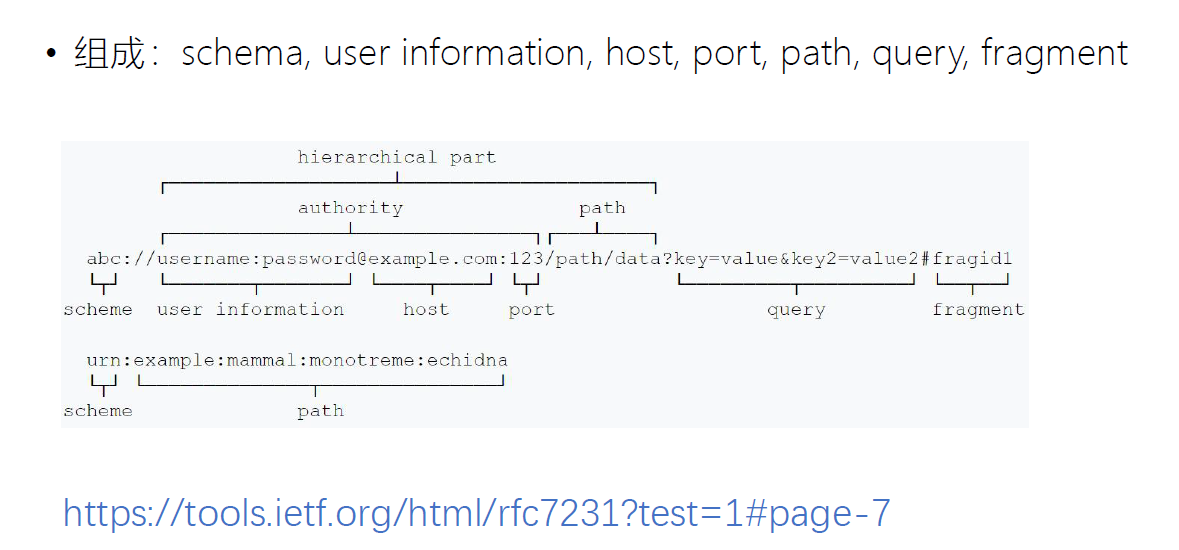 • 组成：schema, user information, host, port, path, query, fragment
hierarchical part
authority path
abc://username:password@example.com:123/path/data?key=value&key2=value2#fragid1
scheme user information host port query fragment
urn:example:mammal:monotreme:echidna
scheme path
https://tools.ietf.org/html/rfc7231?test=1#page-7